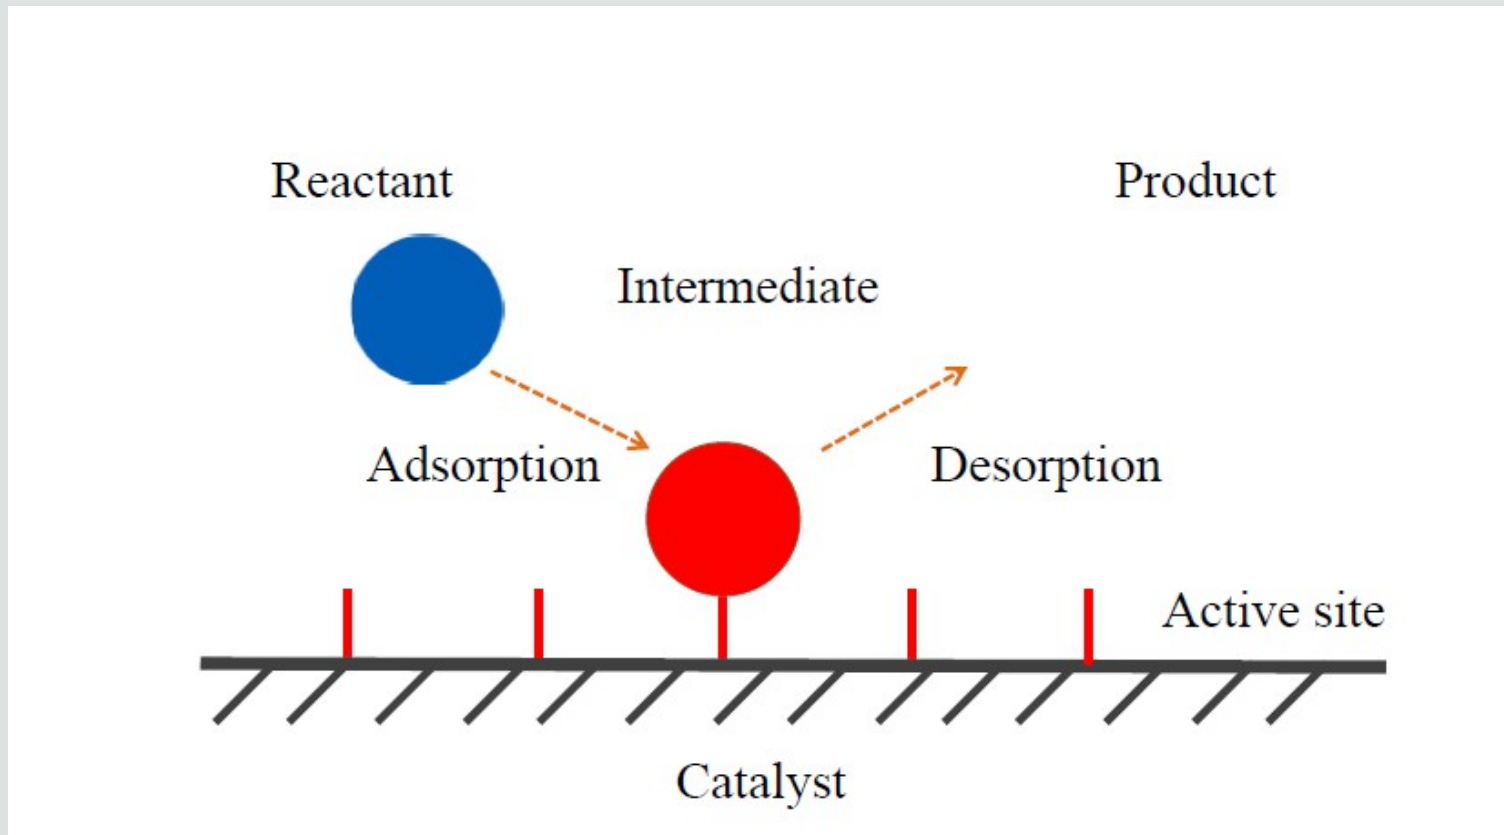 Reactant
Product
Intermediate
Adsorption
Desorption
Active site
Catalyst